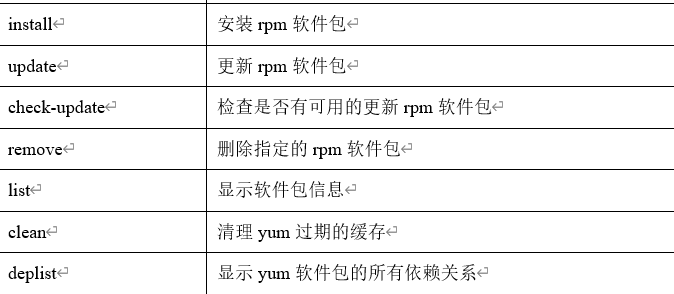 install 安装 rpm 软件包
update 更新 rpm 软件包
check-update 检查是否有可用的更新 rpm 软件包
remove 删除指定的 rpm 软件包
list 显示软件包信息
clean 清理 yum 过期的缓存
deplist 显示 yum 软件包的所有依赖关系